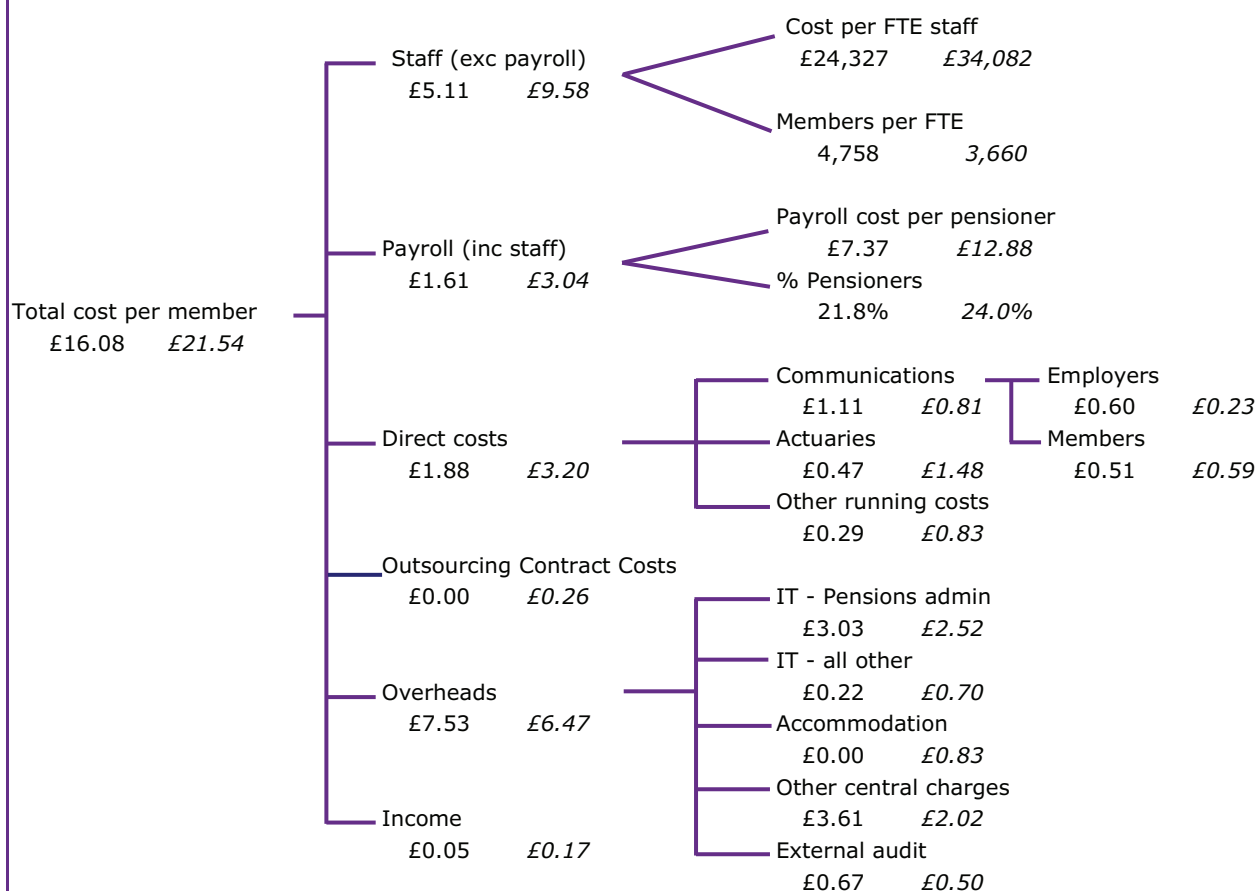 Cost per FTE staff
£24,327 £34,082
Staff (exc payroll)
£5.11 £9.58
Members per FTE
4,758 3,660
Payroll cost per pensioner
£7.37 £12.88
Payroll (inc staff)
£1.61 £3.04
% Pensioners
21.8% 24.0%
Total cost per member
£16.08 £21.54
Communications
£1.11 £0.81
Employers
£0.60 £0.23
Direct costs
£1.88 £3.20
Actuaries
£0.47 £1.48
Members
£0.51 £0.59
Other running costs
£0.29 £0.83
Outsourcing Contract Costs
£0.00 £0.26
IT - Pensions admin
£3.03 £2.52
IT - all other
£0.22 £0.70
Overheads
£7.53 £6.47
Accommodation
£0.00 £0.83
Other central charges
£3.61 £2.02
Income
£0.05 £0.17
External audit
£0.67 £0.50